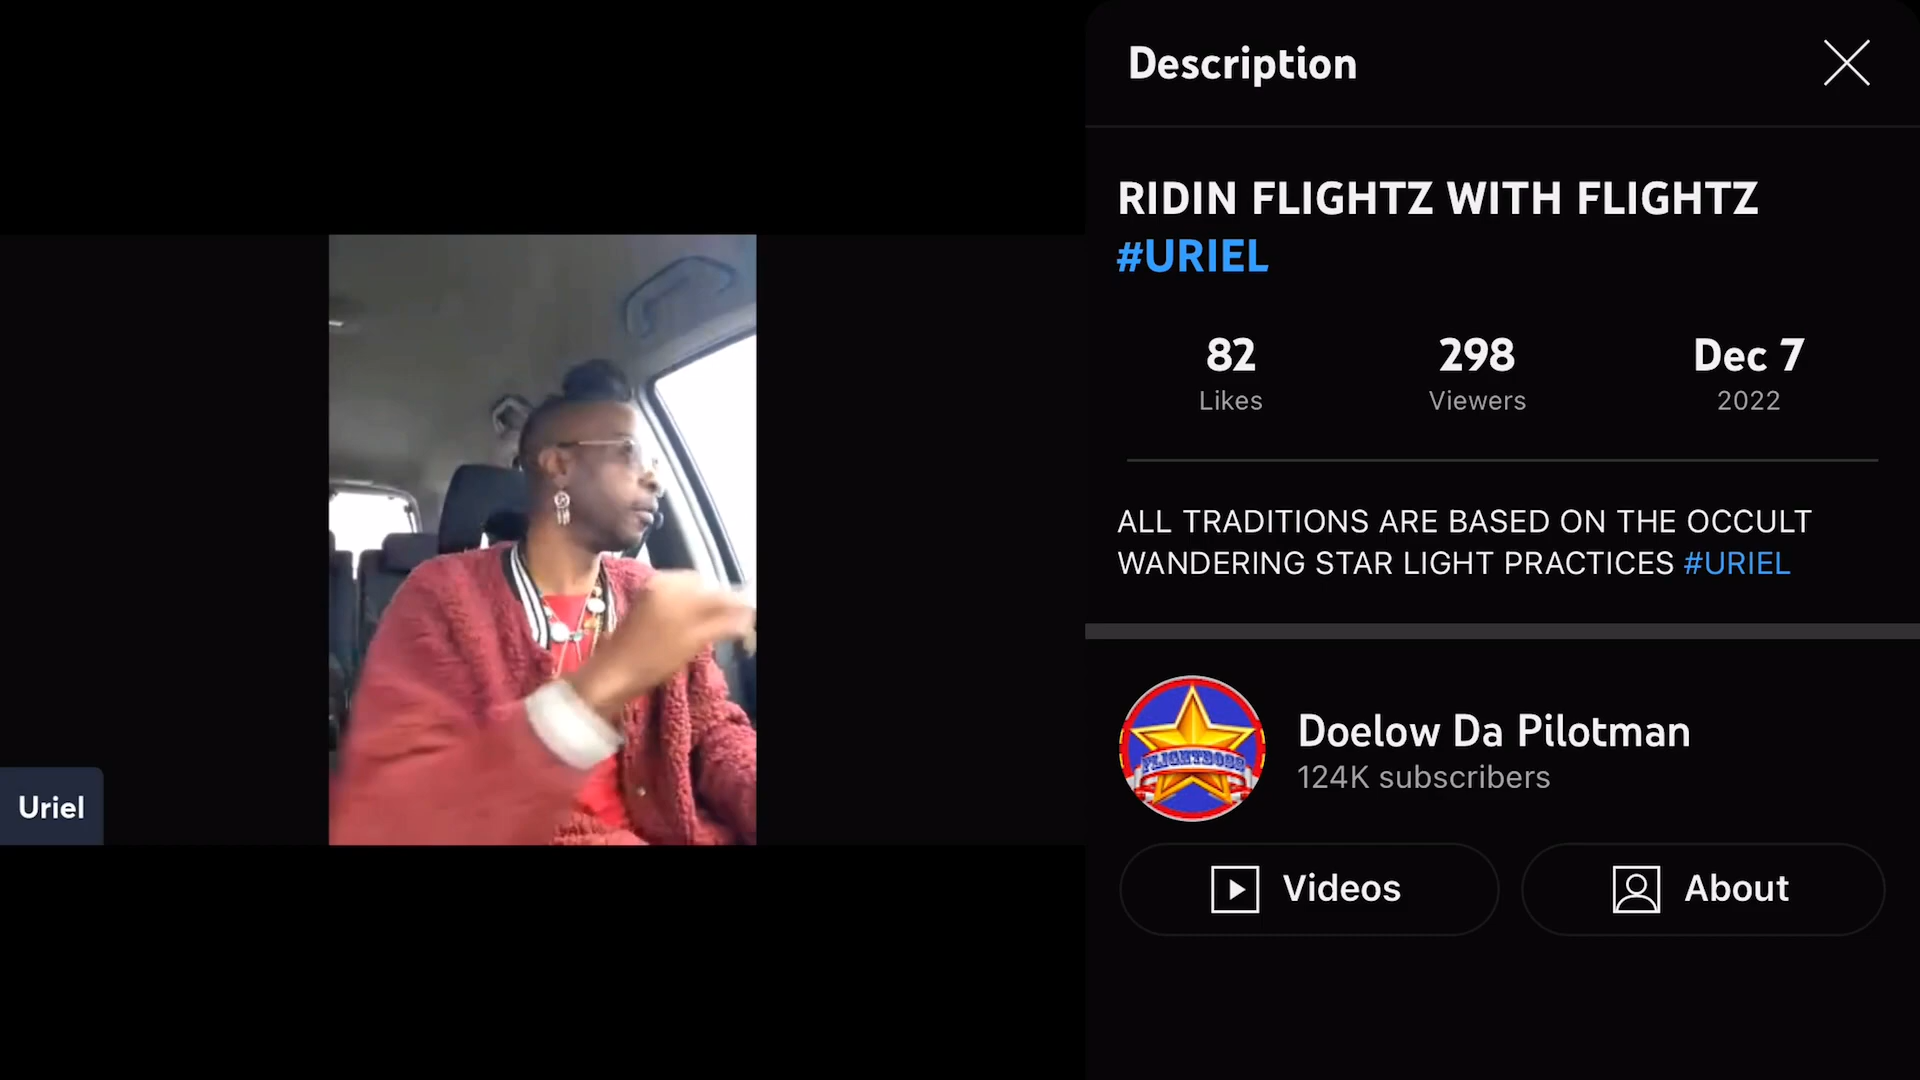 Description
RIDIN FLIGHTZ WITH FLIGHTZ
#URIEL
82
Likes
298
Viewers
Dec 7
2022
ALL TRADITIONS ARE BASED ON THE OCCULT
WANDERING STAR LIGHT PRACTICES #URIEL
FLIGHTBOSS
Doelow Da Pilotman
124K subscribers
Videos
About
Uriel